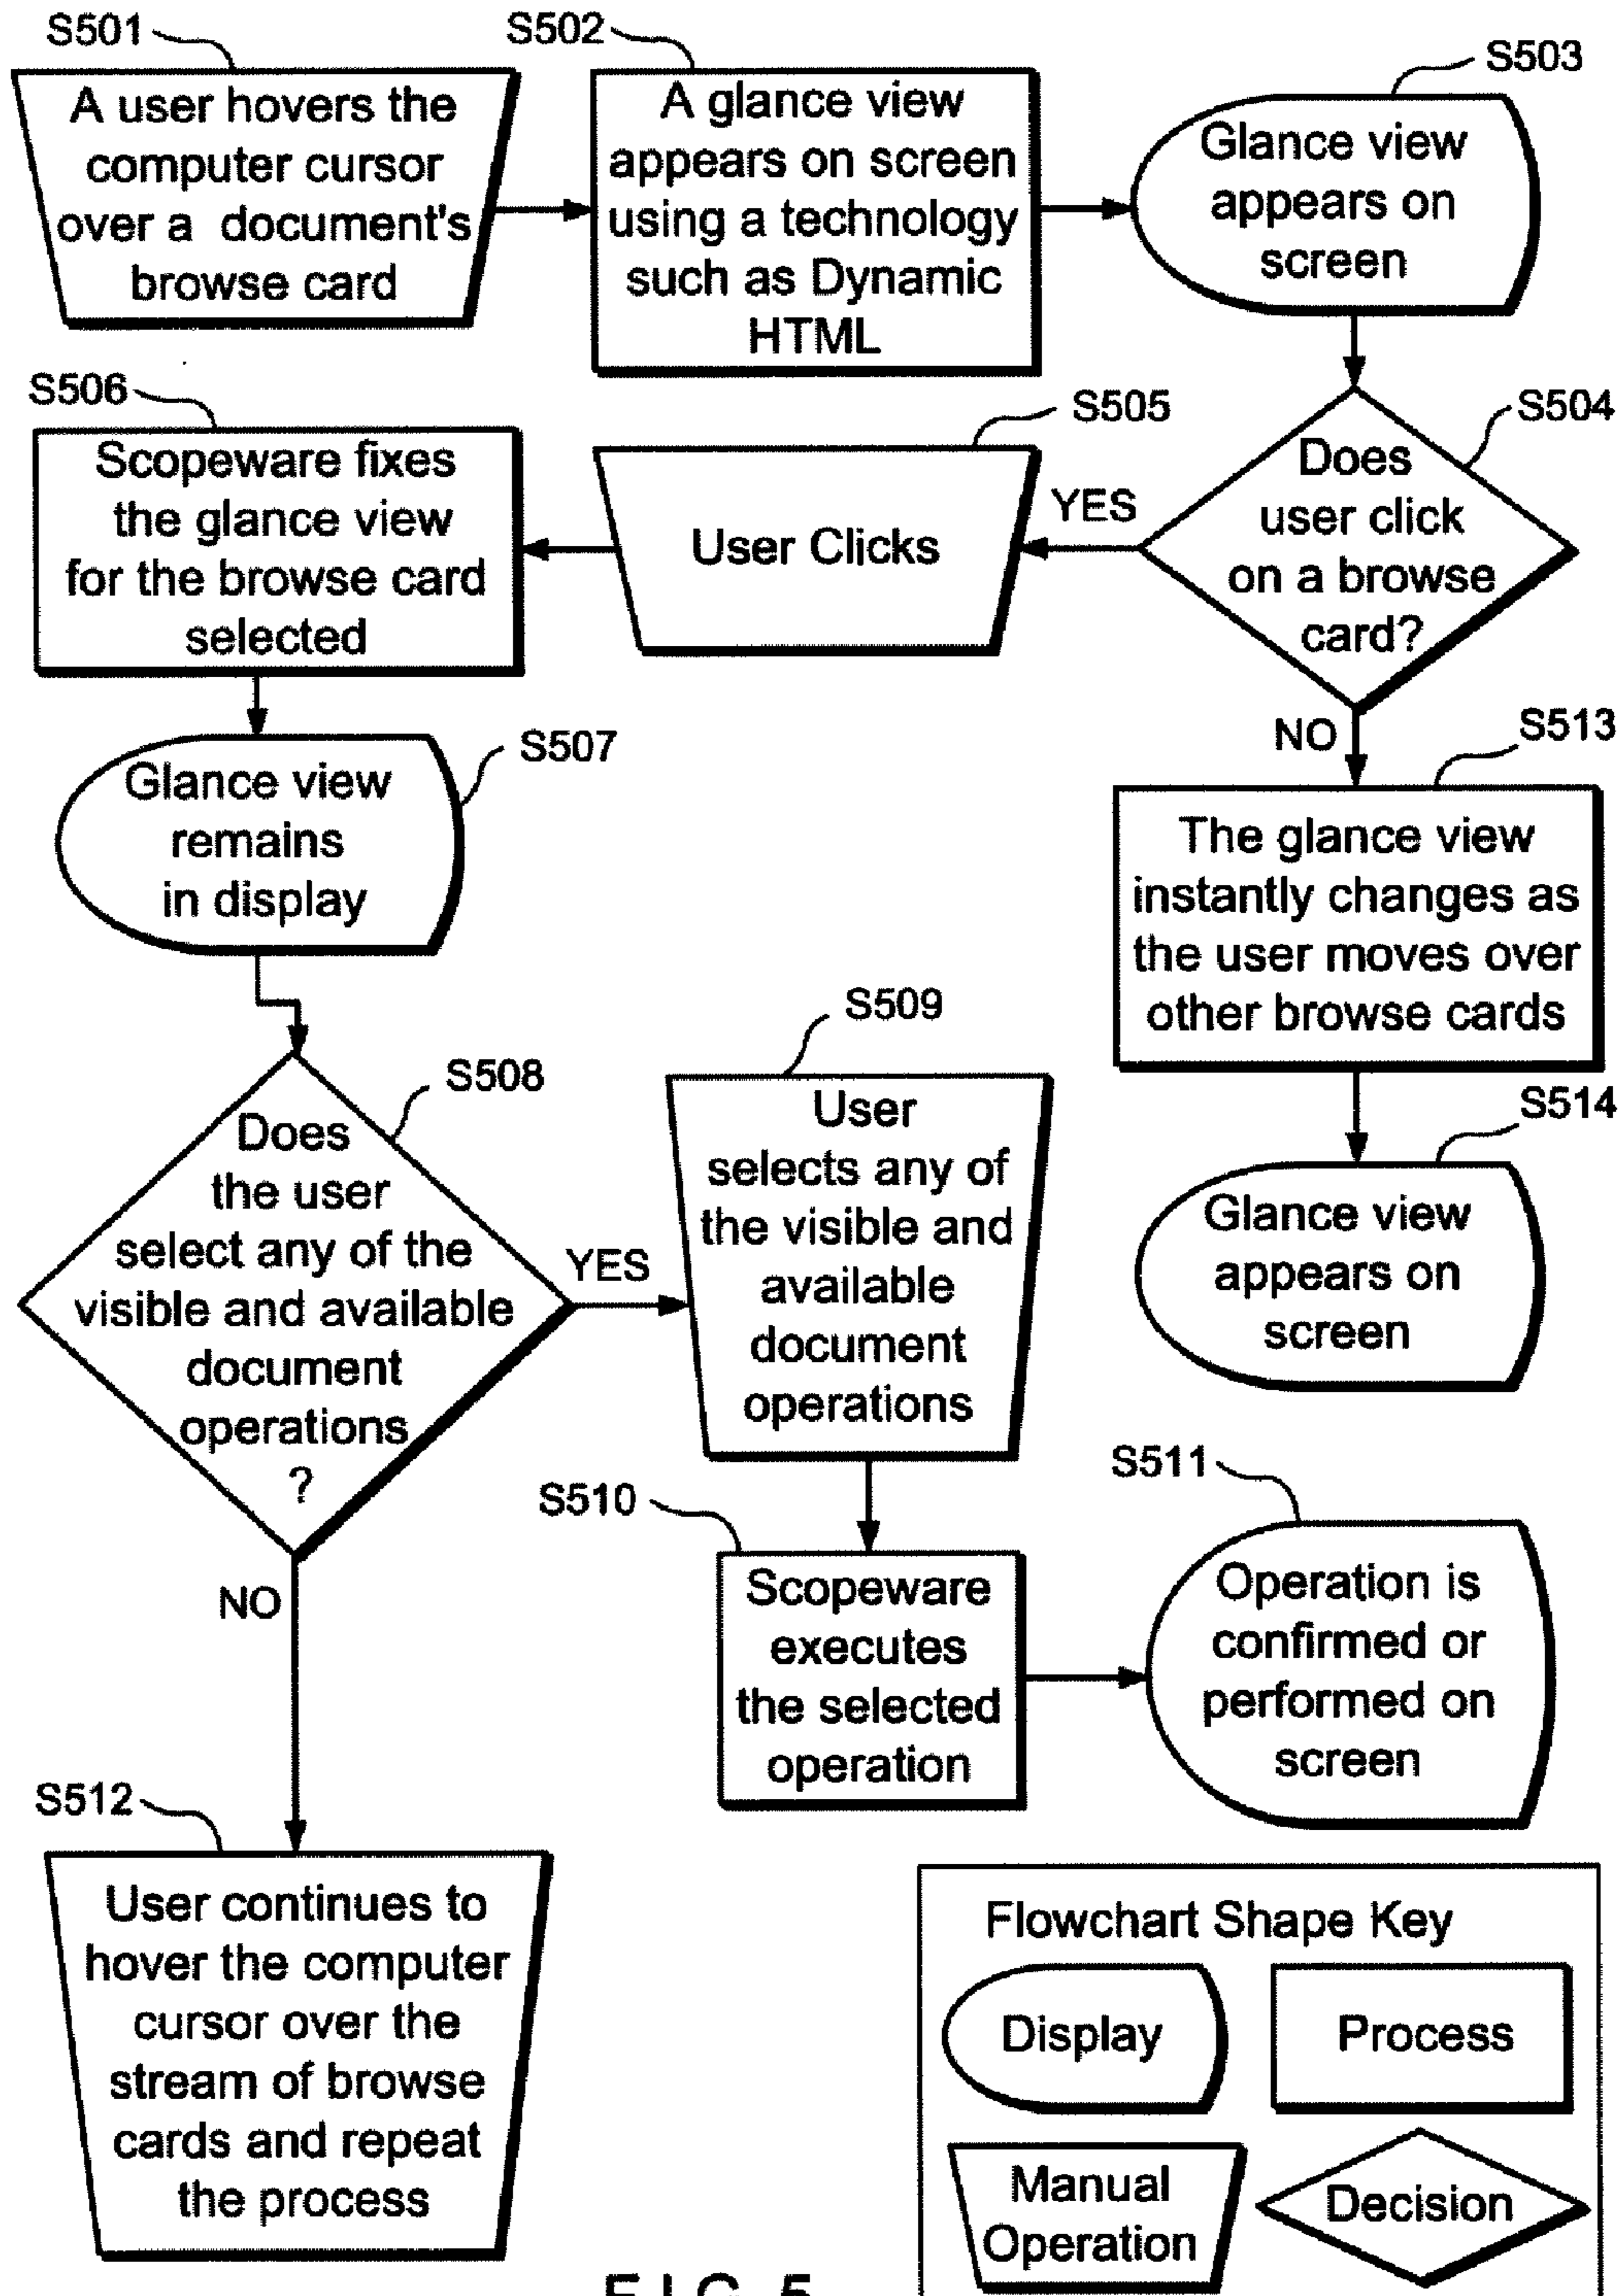 S501
A user hovers the
computer cursor
over a document's
browse card
S502
A glance view
appears on screen
using a technology
such as Dynamic
HTML
S503
Glance view
appears on
screen
S504
Does
user click
on a browse
card?
YES
S505
User Clicks
S506
Scopeware fixes
the glance view
for the browse card
selected
S507
Glance view
remains
in display
NO
S513
The glance view
instantly changes as
the user moves over
other browse cards
S514
Glance view
appears on
screen
S508
Does
the user
select any of the
visible and available
document
operations
?
YES
S509
User
selects any of
the visible and
available
document
operations
S510
Scopeware
executes
the selected
operation
S511
Operation is
confirmed or
performed on
screen
NO
S512
User continues to
hover the computer
cursor over the
stream of browse
cards and repeat
the process
Flowchart Shape Key
Display
Process
Manual
Operation
Decision
FIG. 5